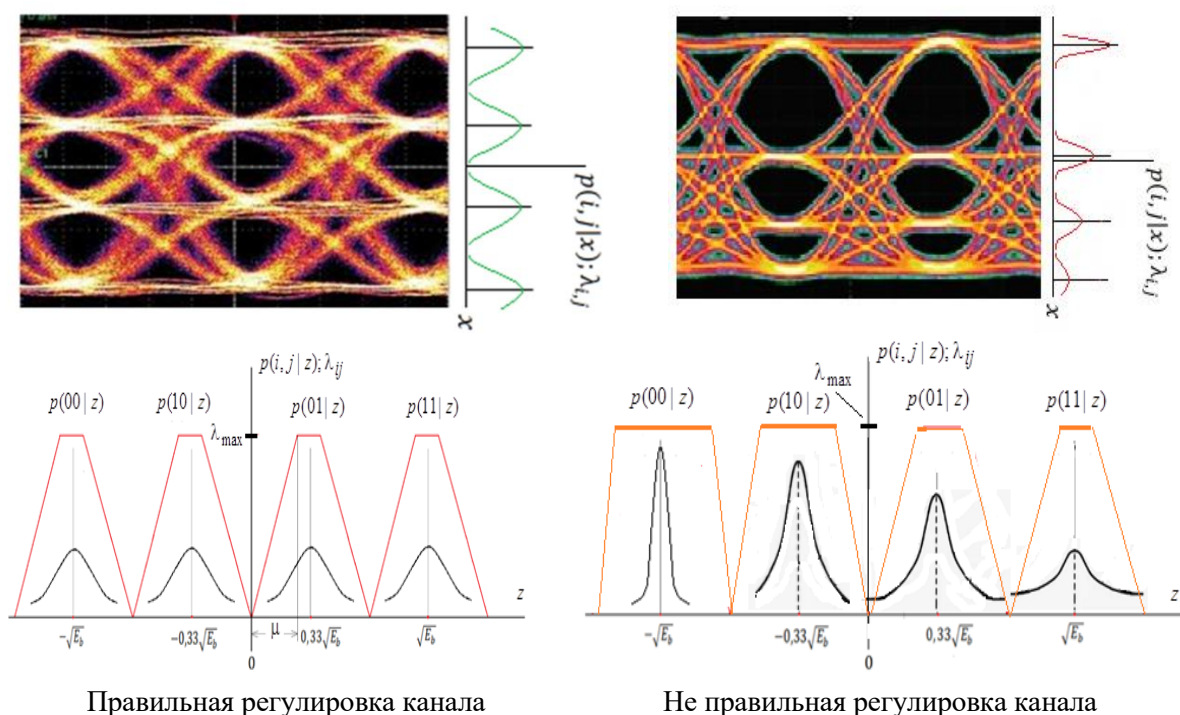 x
p(i,j|x);λi,j
x
p(i,j|x);λi,j
p(i,j|z);λij
p(00|z) p(10|z) p(01|z) p(11|z)
λmax
z
−√Eb −0,33√Eb μ 0,33√Eb √Eb
0
p(i,j|z);λij
λmax
p(00|z) p(10|z) p(01|z) p(11|z)
z
−√Eb −0,33√Eb 0,33√Eb √Eb
0
Правильная регулировка канала
Не правильная регулировка канала